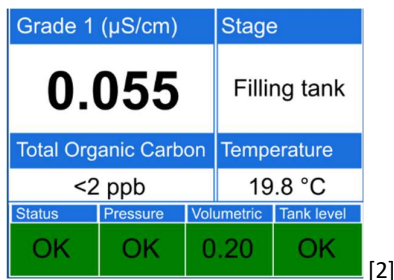 Grade 1 (µS/cm) Stage
0.055 Filling tank
Total Organic Carbon Temperature
<2 ppb 19.8 °C
Status Pressure Volumetric Tank level
OK OK 0.20 OK
[2]